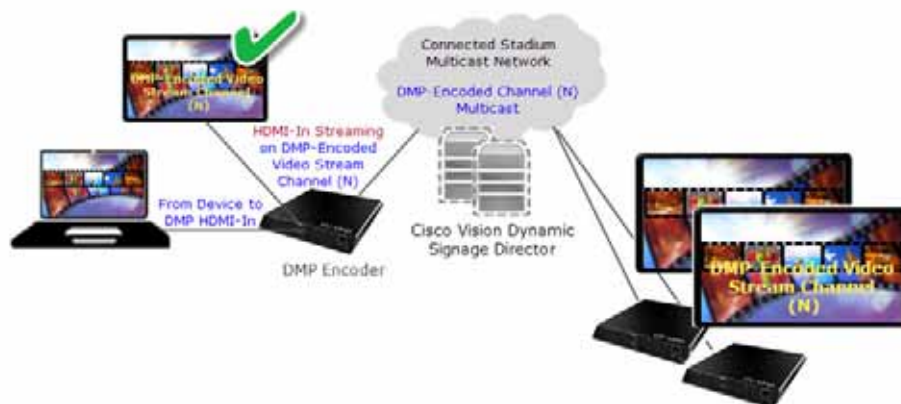 DMP-Encoded Video
Stream Channel
(N)
Connected Stadium
Multicast Network
DMP-Encoded Channel (N)
Multicast
HDMI-In Streaming
on DMP-Encoded
Video Stream
Channel (N)
From Device to
DMP HDMI-In
DMP Encoder
Cisco Vision Dynamic
Signage Director
DMP-Encoded Video
Stream Channel
(N)